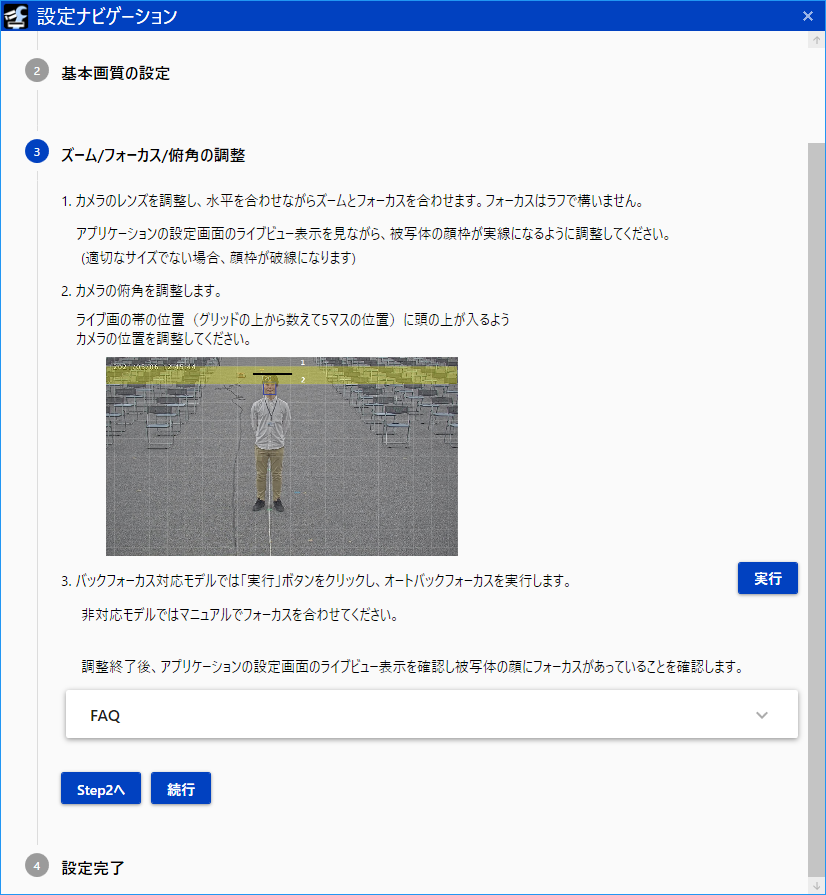 設定ナビゲーション
2
基本画質の設定
3
ズーム/フォーカス/俯角の調整
1. カメラのレンズを調整し、水平を合わせながらズームとフォーカスを合わせます。フォーカスはラフで構いません。
アプリケーションの設定画面のライブビュー表示を見ながら、被写体の顔枠が実線になるように調整してください。
(適切なサイズでない場合、顔枠が破線になります)
2. カメラの俯角を調整します。
ライブ画の帯の位置（グリッドの上から数えて5マスの位置）に頭の上が入るよう
カメラの位置を調整してください。
1
2
3. バックフォーカス対応モデルでは「実行」ボタンをクリックし、オートバックフォーカスを実行します。
実行
非対応モデルではマニュアルでフォーカスを合わせてください。
調整終了後、アプリケーションの設定画面のライブビュー表示を確認し被写体の顔にフォーカスがあっていることを確認します。
FAQ
Step2へ 続行
4
設定完了